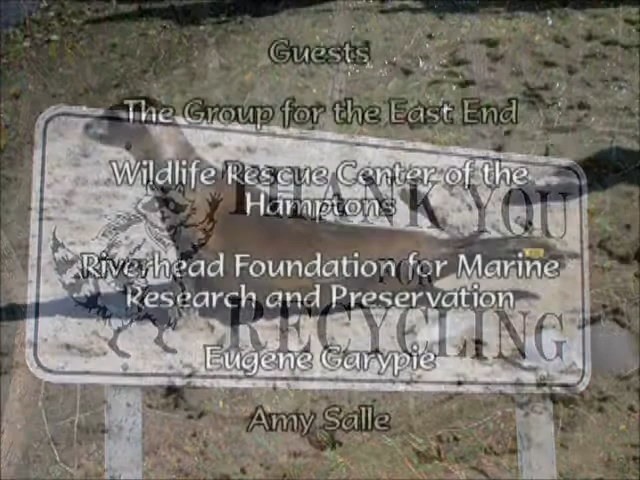 Guests
The Group for the East End
Wildlife Rescue Center of the
Hamptons
Riverhead Foundation for Marine
Research and Preservation
Eugene Garypie
Amy Salle
THANK YOU
FOR
RECYCLING